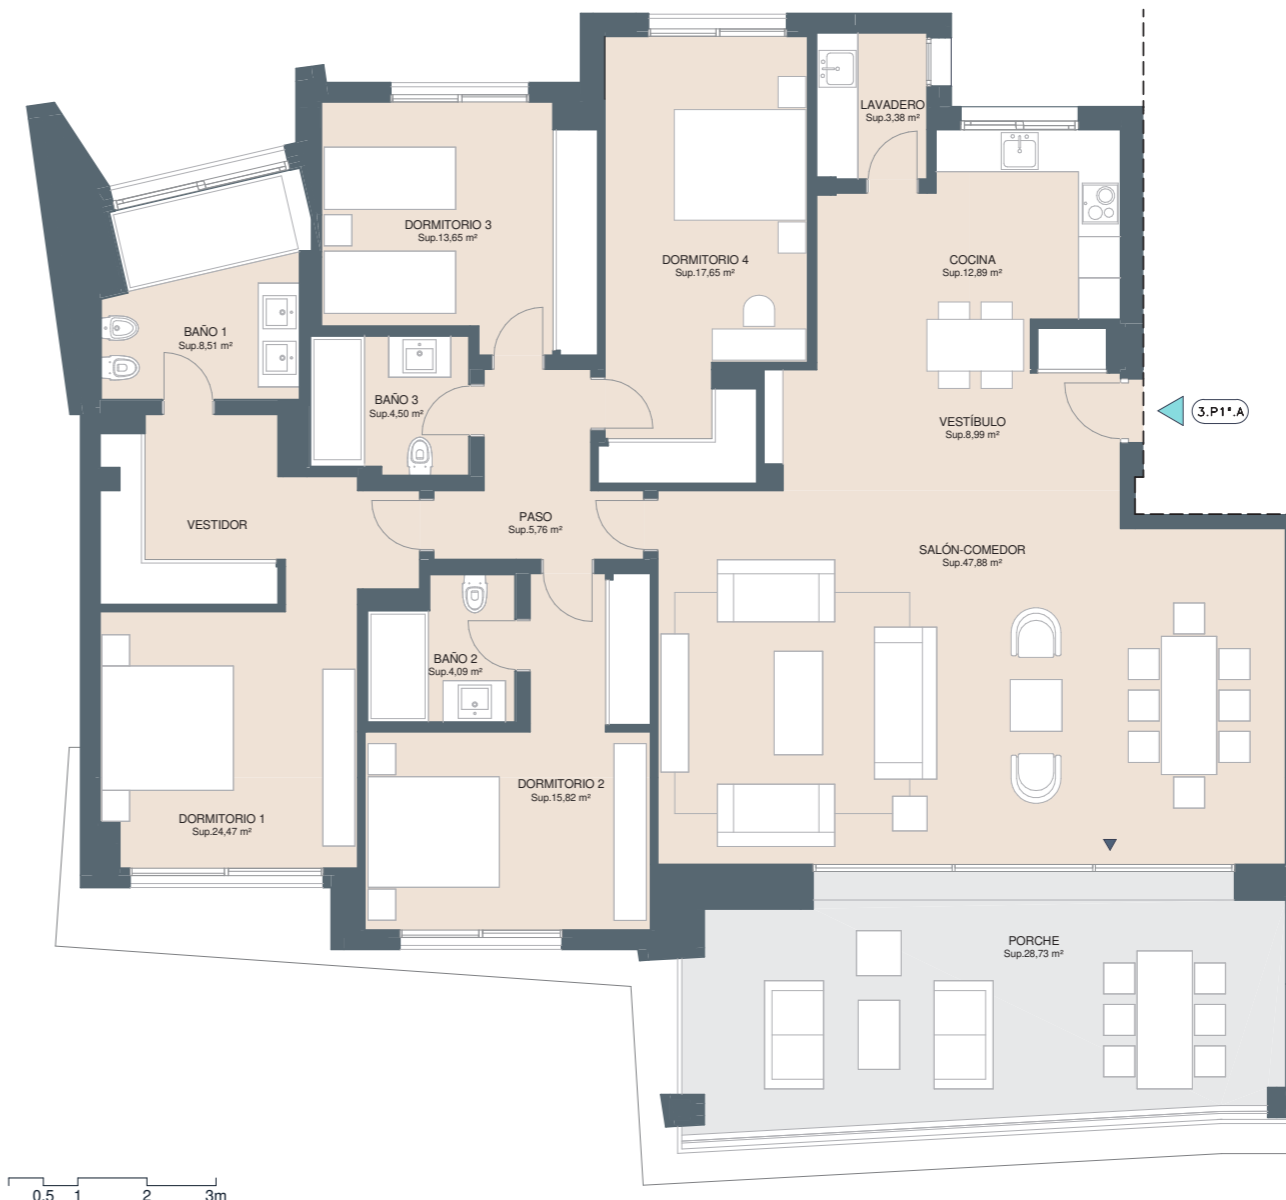 LAVADERO
Sup.3,38 m²
DORMITORIO 3
Sup.13,65 m²
DORMITORIO 4
Sup.17,65 m²
COCINA
Sup.12,89 m²
BAÑO 1
Sup.8,51 m²
BAÑO 3
Sup.4,50 m²
VESTÍBULO
Sup.8,99 m²
3.P1ª.A
VESTIDOR
PASO
Sup.5,76 m²
SALÓN-COMEDOR
Sup.47,88 m²
BAÑO 2
Sup.4,09 m²
DORMITORIO 2
Sup.15,82 m²
DORMITORIO 1
Sup.24,47 m²
PORCHE
Sup.28,73 m²
0.5 1 2 3m